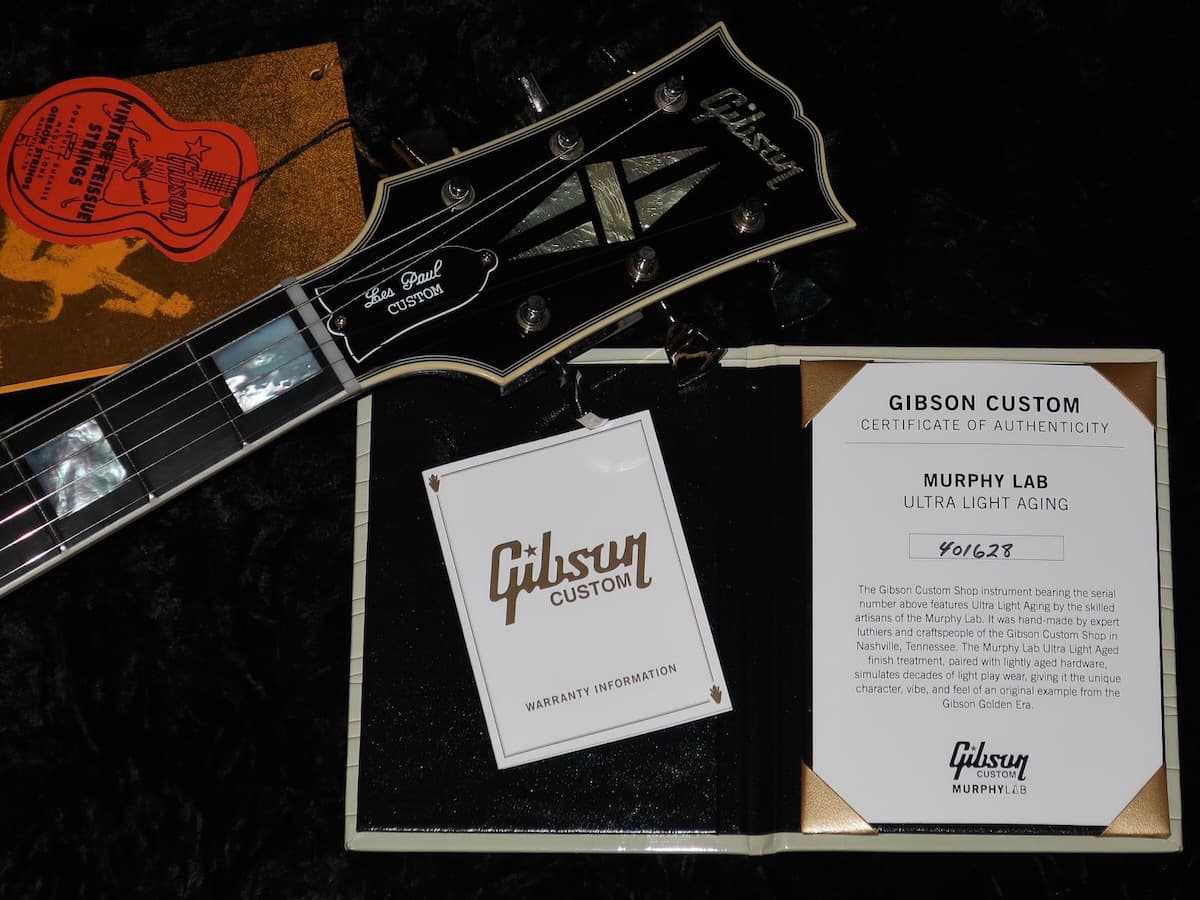 Gibson
VINTAGE REISSUE
STRINGS
GIBSON STRINGS
Gibson
Les Paul
CUSTOM
Gibson
CUSTOM
WARRANTY INFORMATION
GIBSON CUSTOM
CERTIFICATE OF AUTHENTICITY
MURPHY LAB
ULTRA LIGHT AGING
401628
The Gibson Custom Shop instrument bearing the serial
number above features Ultra Light Aging by the skilled
artisans of the Murphy Lab. It was hand-made by expert
luthiers and craftspeople of the Gibson Custom Shop in
Nashville, Tennessee. The Murphy Lab Ultra Light Aged
finish treatment, paired with lightly aged hardware,
simulates decades of light play wear, giving it the unique
character, vibe, and feel of an original example from the
Gibson Golden Era.
Gibson
CUSTOM
MURPHYLAB